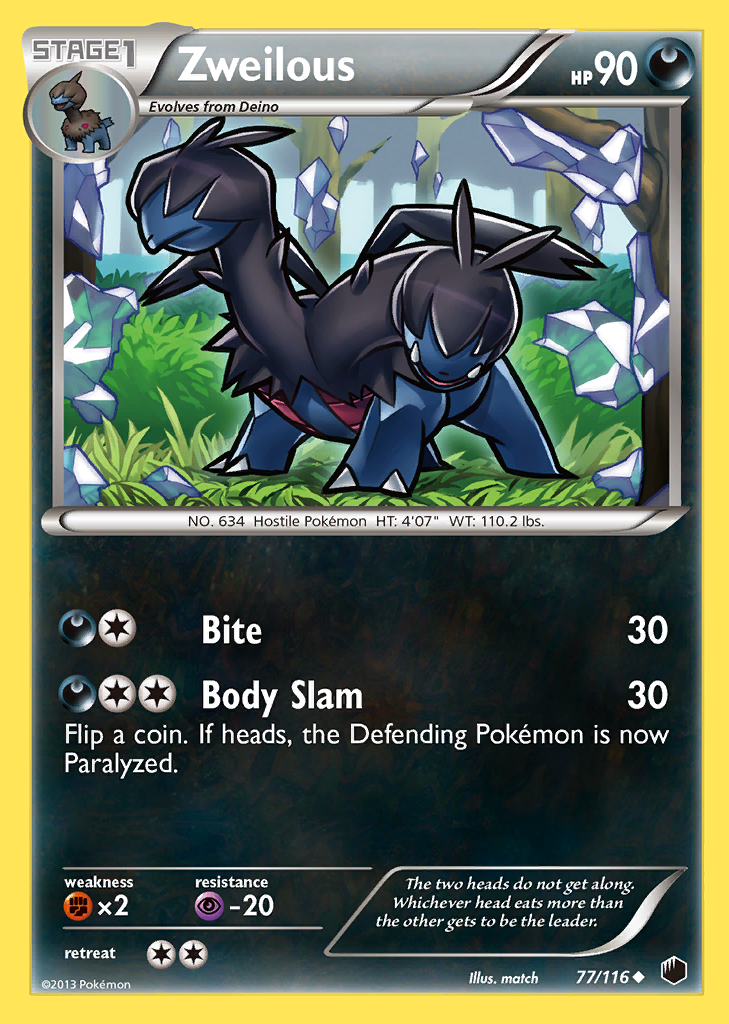 STAGE1
Zweilous
HP 90
Evolves from Deino
NO. 634 Hostile Pokémon HT: 4'07" WT: 110.2 lbs.
Bite 30
Body Slam 30
Flip a coin. If heads, the Defending Pokémon is now
Paralyzed.
weakness resistance
×2 -20
retreat
The two heads do not get along.
Whichever head eats more than
the other gets to be the leader.
©2013 Pokémon
Illus. match 77/116